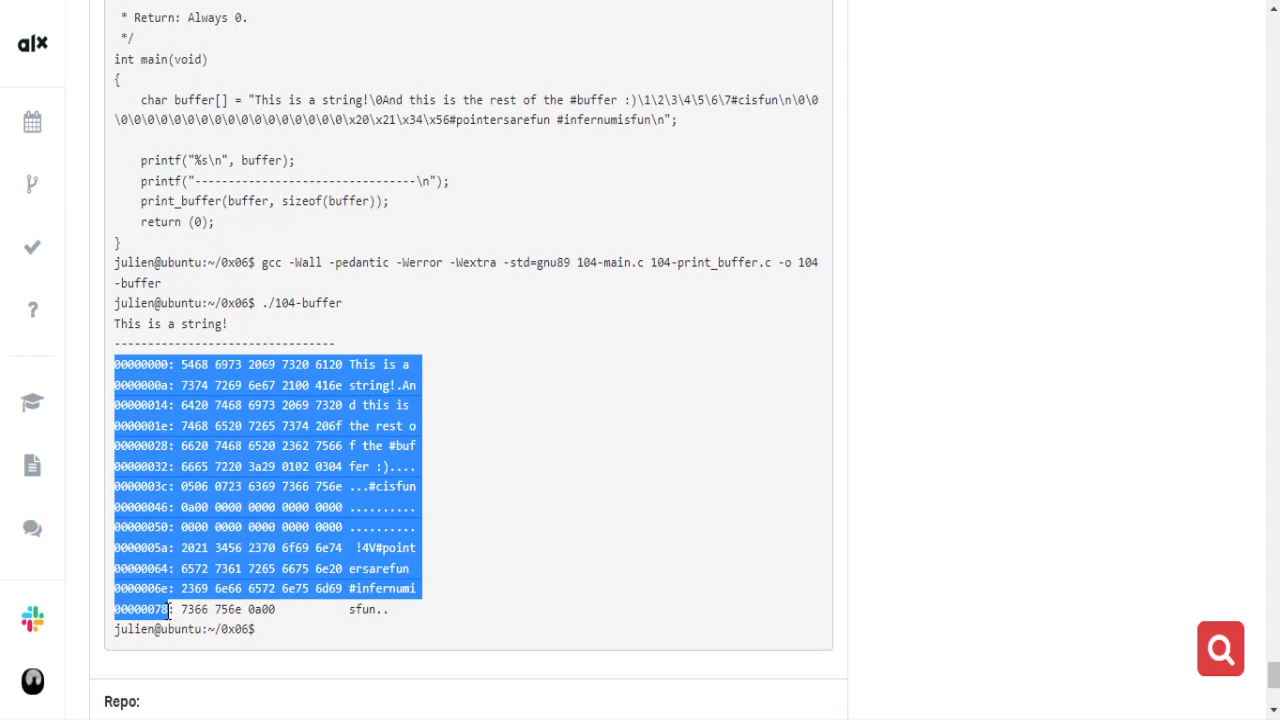 alx
 * Return: Always 0.
 */
int main(void)
{
    char buffer[] = "This is a string!\0And this is the rest of the #buffer :)\1\2\3\4\5\6\7#cisfun\n\0\0
\0\0\0\0\0\0\0\0\0\0\0\0\0\0\0\0\0\x20\x21\x34\x56#pointersarefun #infernumisfun\n";
    printf("%s\n", buffer);
    printf("---------------------------------\n");
    print_buffer(buffer, sizeof(buffer));
    return (0);
}
julien@ubuntu:~/0x06$ gcc -Wall -pedantic -Werror -Wextra -std=gnu89 104-main.c 104-print_buffer.c -o 104
-buffer
julien@ubuntu:~/0x06$ ./104-buffer
This is a string!
---------------------------------
00000000: 5468 6973 2069 7320 6120 This is a
0000000a: 7374 7269 6e67 2100 416e string!.An
00000014: 6420 7468 6973 2069 7320 d this is
0000001e: 7468 6520 7265 7374 206f the rest o
00000028: 6620 7468 6520 2362 7566 f the #buf
00000032: 6665 7220 3a29 0102 0304 fer :)....
0000003c: 0506 0723 6369 7366 756e ...#cisfun
00000046: 0a00 0000 0000 0000 0000 ..........
00000050: 0000 0000 0000 0000 0000 ..........
0000005a: 2021 3456 2370 6f69 6e74  !4V#point
00000064: 6572 7361 7265 6675 6e20 ersarefun
0000006e: 2369 6e66 6572 6e75 6d69 #infernumi
00000078: 7366 756e 0a00           sfun..
julien@ubuntu:~/0x06$
Repo: